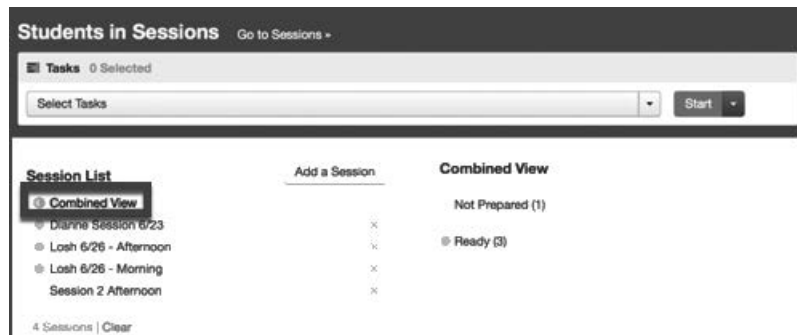 Students in Sessions Go to Sessions »
Tasks 0 Selected
Select Tasks Start
Session List Add a Session
Combined View
Dianne Session 6/23 ×
Losh 6/26 - Afternoon ×
Losh 6/26 - Morning ×
Session 2 Afternoon ×
4 Sessions | Clear
Combined View
Not Prepared (1)
Ready (3)